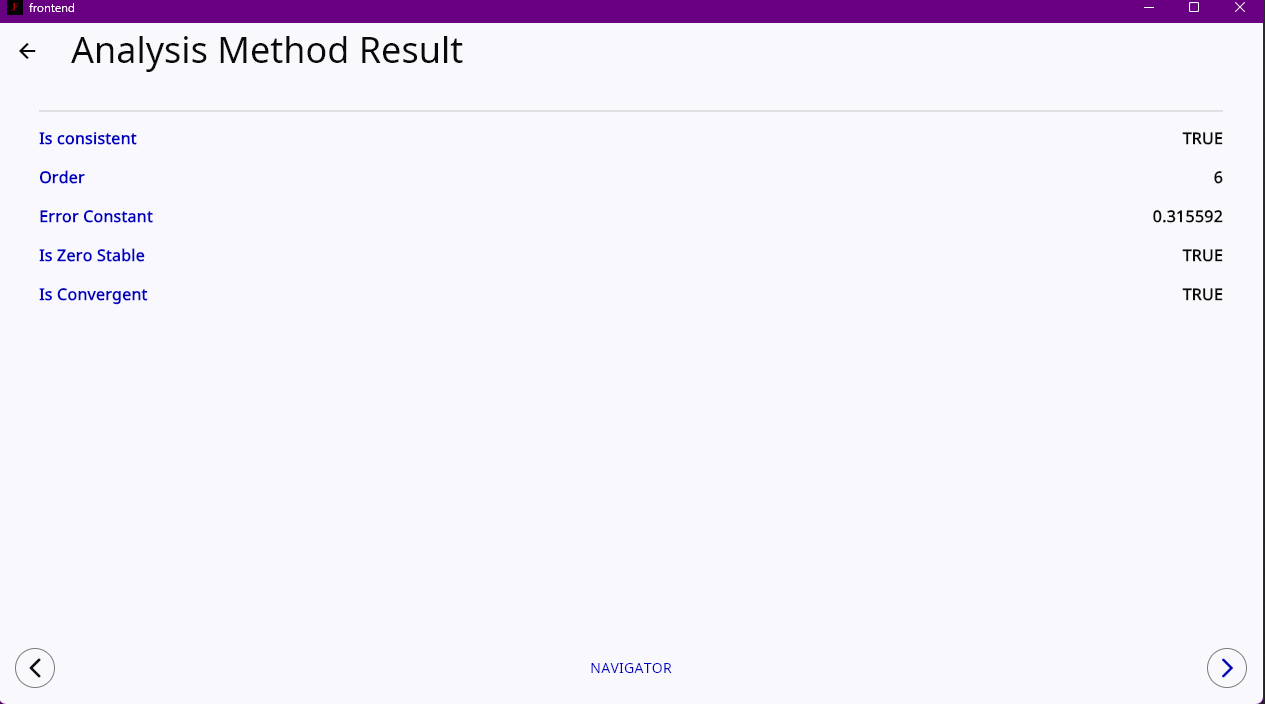 frontend
Analysis Method Result
Is consistent TRUE
Order 6
Error Constant 0.315592
Is Zero Stable TRUE
Is Convergent TRUE
NAVIGATOR